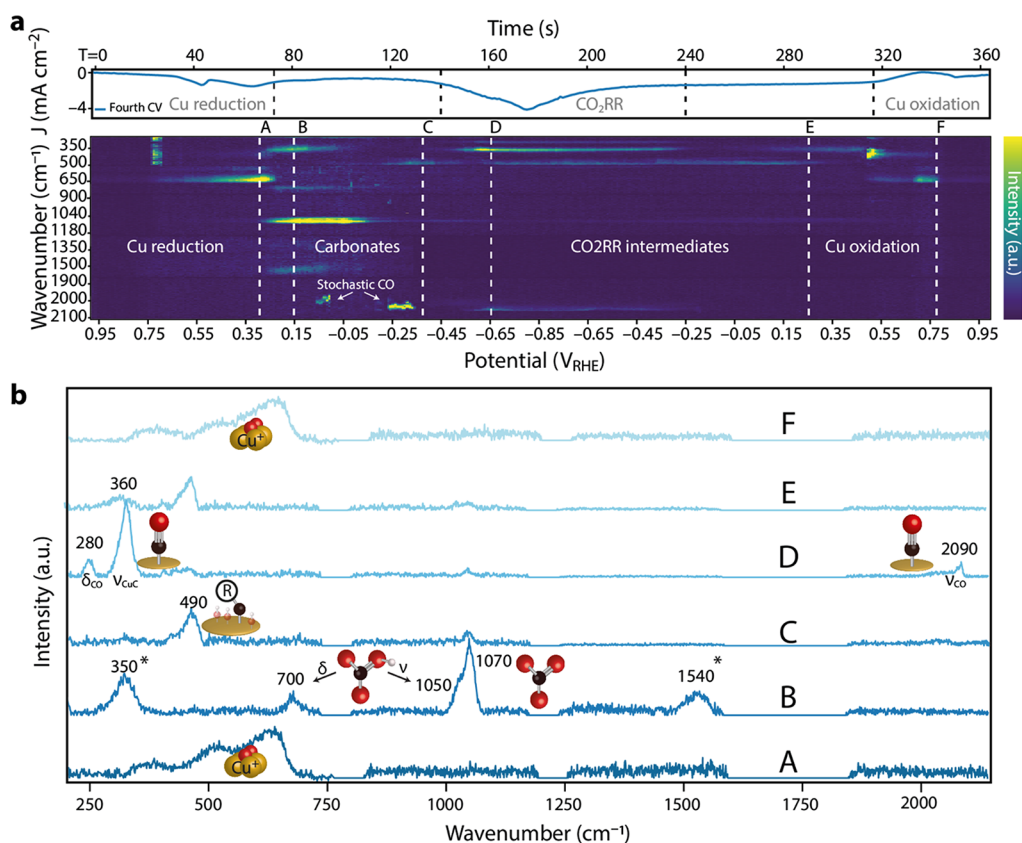 a
Time (s)
T=0 40 80 120 160 200 240 280 320 360
J (mA cm⁻²)
0
−4
Fourth CV
Cu reduction
CO₂RR
Cu oxidation
A B C D E F
Wavenumber (cm⁻¹)
350
500
650
900
1040
1180
1350
1500
1900
2000
2100
Cu reduction
Carbonates
CO2RR intermediates
Cu oxidation
Stochastic CO
Intensity (a.u.)
0.95 0.75 0.55 0.35 0.15 −0.05 −0.25 −0.45 −0.65 −0.85 −0.65 −0.45 −0.25 −0.05 0.15 0.35 0.55 0.75 0.95
Potential (V_RHE)
b
Intensity (a.u.)
Cu⁺
F
360
E
280
δ_CO
ν_CuC
D
2090
ν_CO
490
R
C
350*
700
δ
ν
1050
1070
1540
*
B
Cu⁺
A
250 500 750 1000 1250 1500 1750 2000
Wavenumber (cm⁻¹)